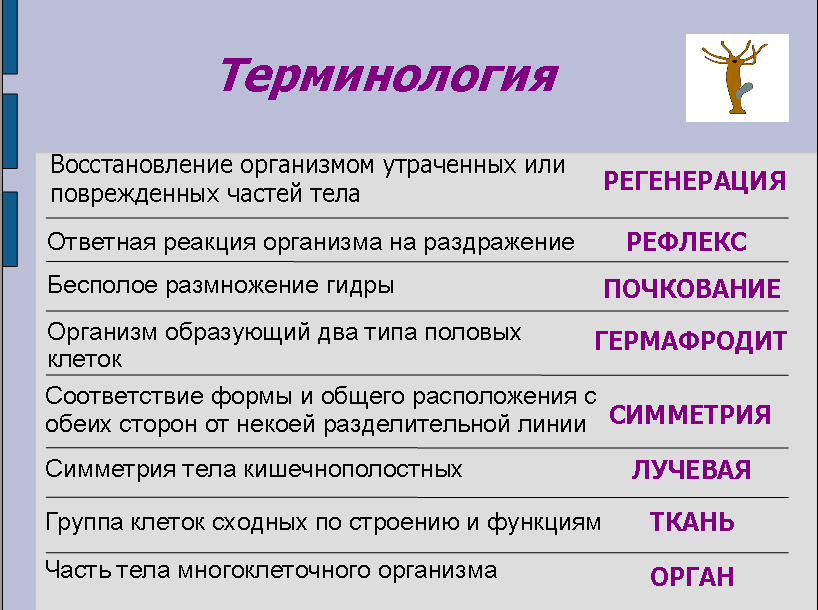 Терминология
Восстановление организмом утраченных или
поврежденных частей тела
РЕГЕНЕРАЦИЯ
Ответная реакция организма на раздражение
РЕФЛЕКС
Бесполое размножение гидры
ПОЧКОВАНИЕ
Организм образующий два типа половых
клеток
ГЕРМАФРОДИТ
Соответствие формы и общего расположения с
обеих сторон от некоей разделительной линии
СИММЕТРИЯ
Симметрия тела кишечнополостных
ЛУЧЕВАЯ
Группа клеток сходных по строению и функциям
ТКАНЬ
Часть тела многоклеточного организма
ОРГАН